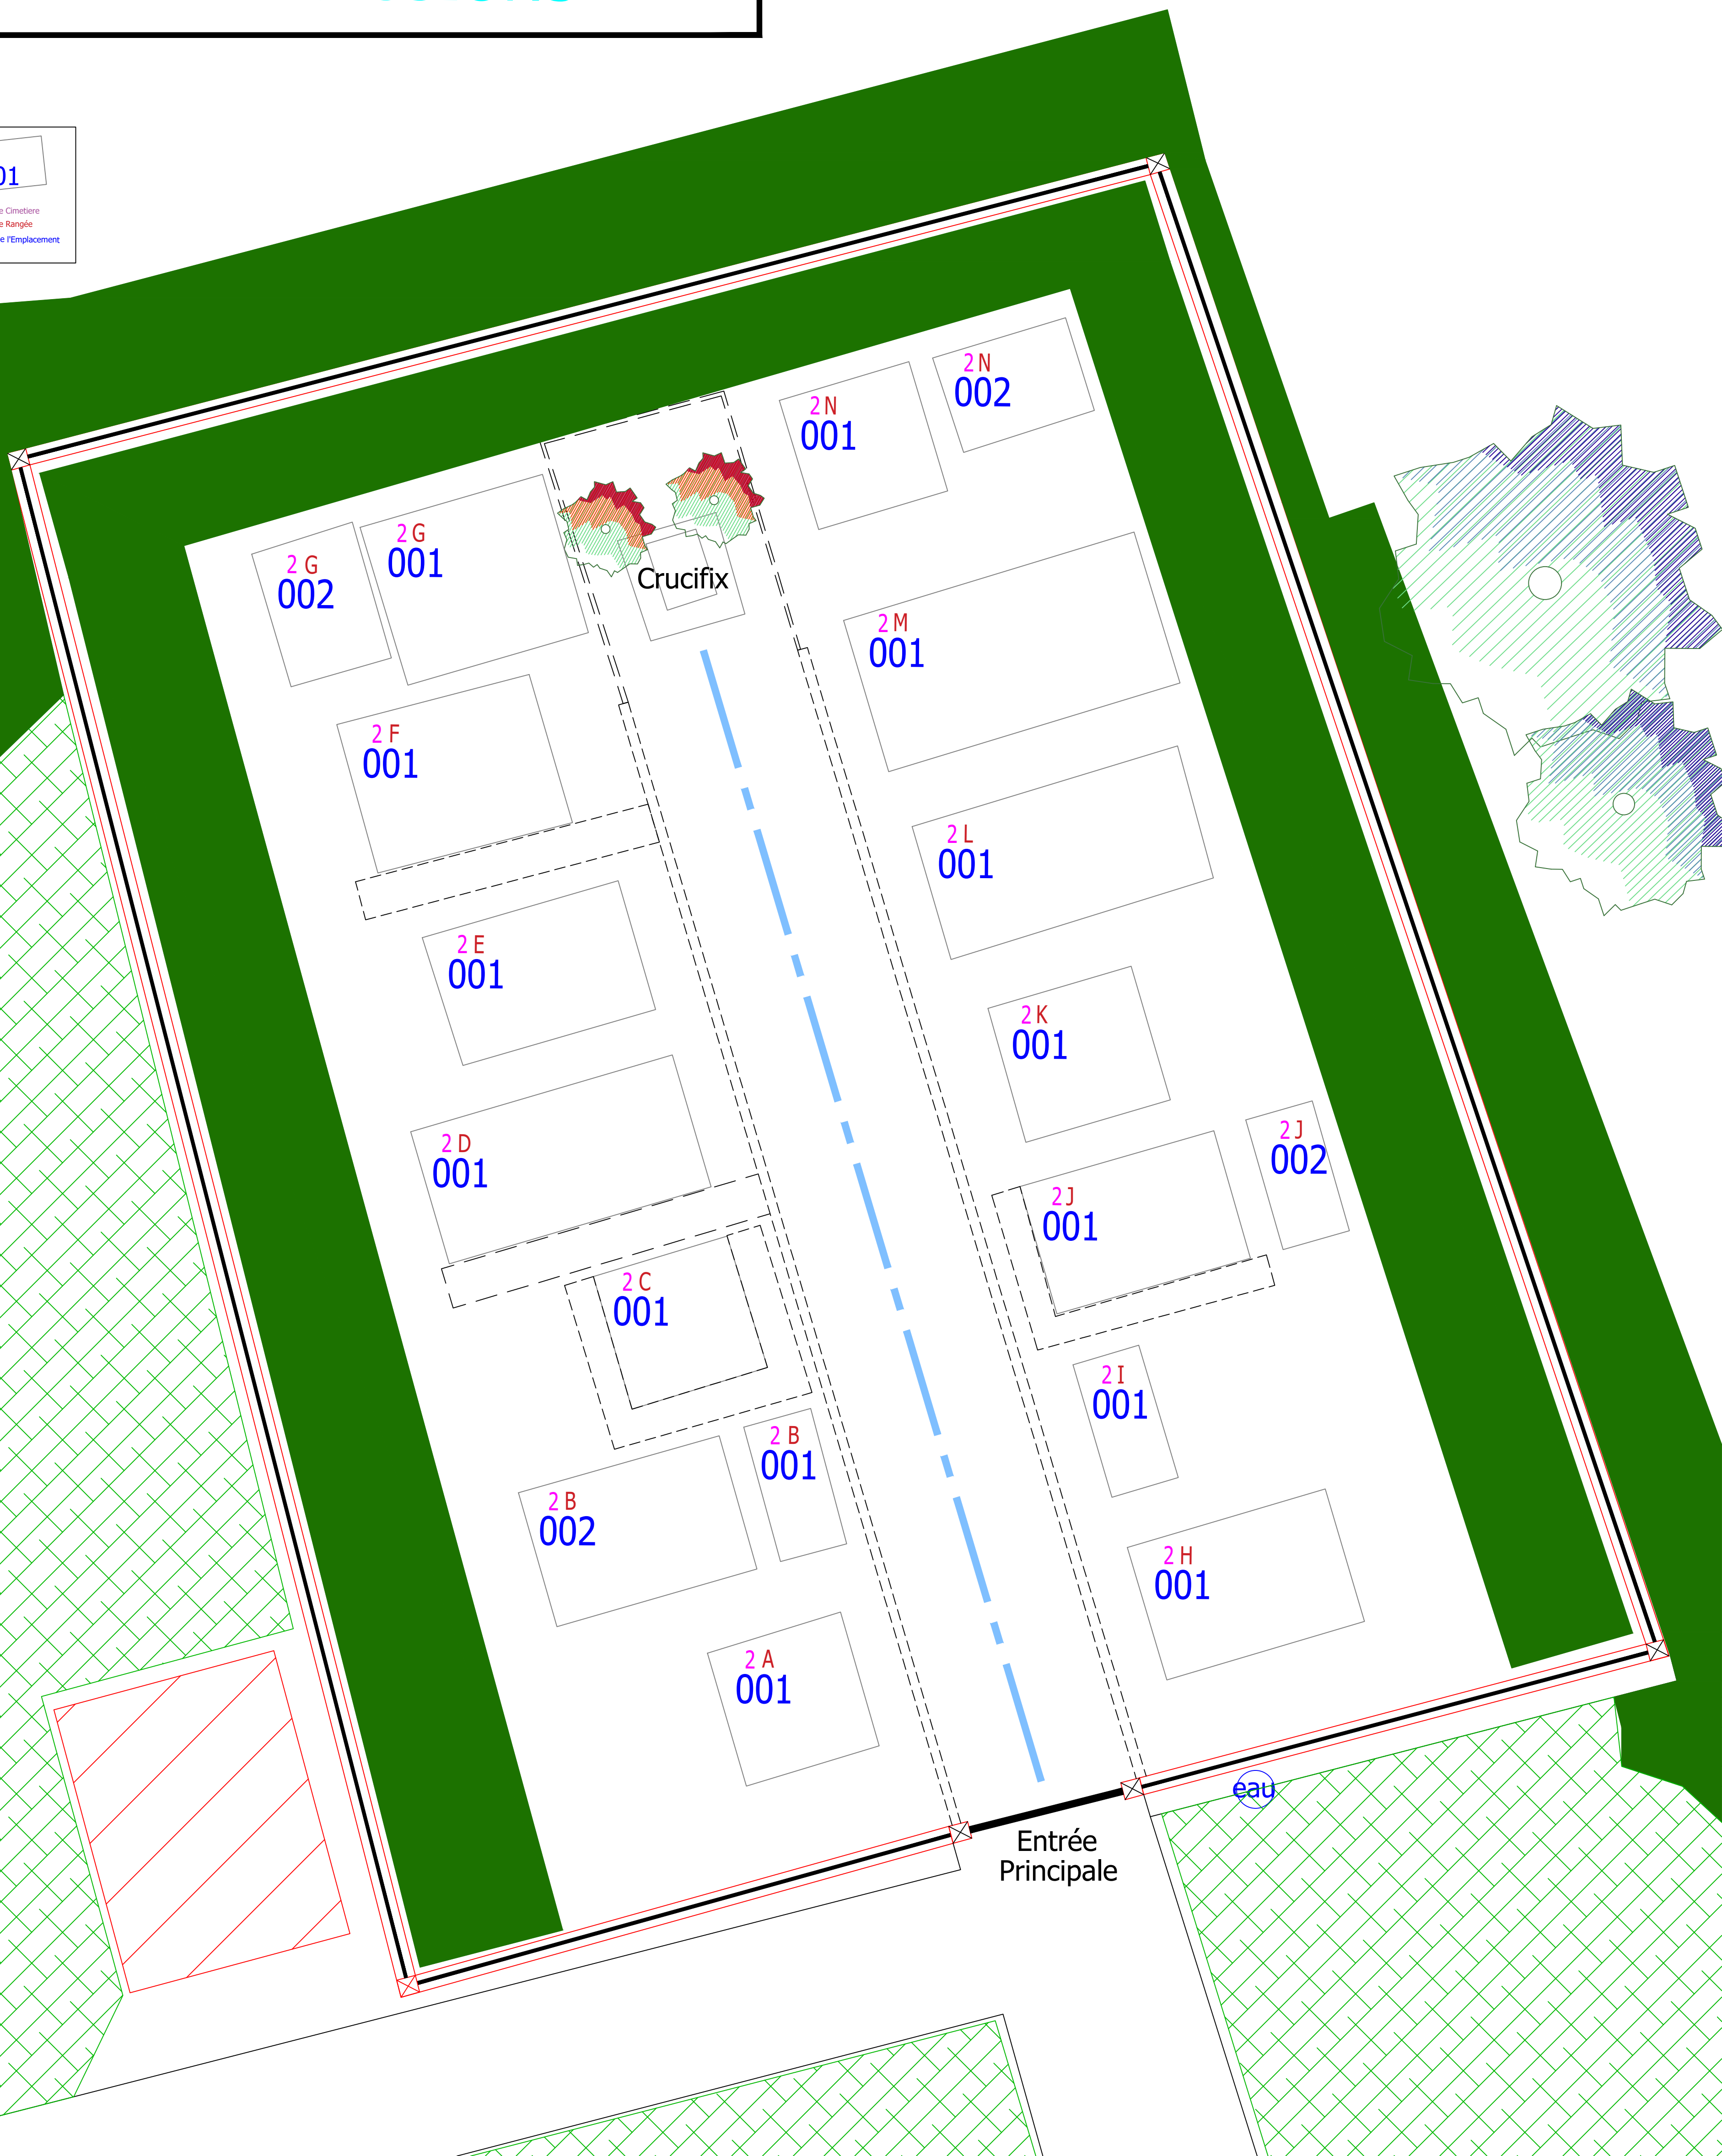 01
e Cimetiere
e Rangée
e l'Emplacement
2 N
002
2 N
001
2 G
001
2 G
002
Crucifix
2 M
001
2 F
001
2 L
001
2 E
001
2 K
001
2 D
001
2 J
002
2 J
001
2 C
001
2 I
001
2 B
001
2 B
002
2 H
001
2 A
001
eau
Entrée
Principale